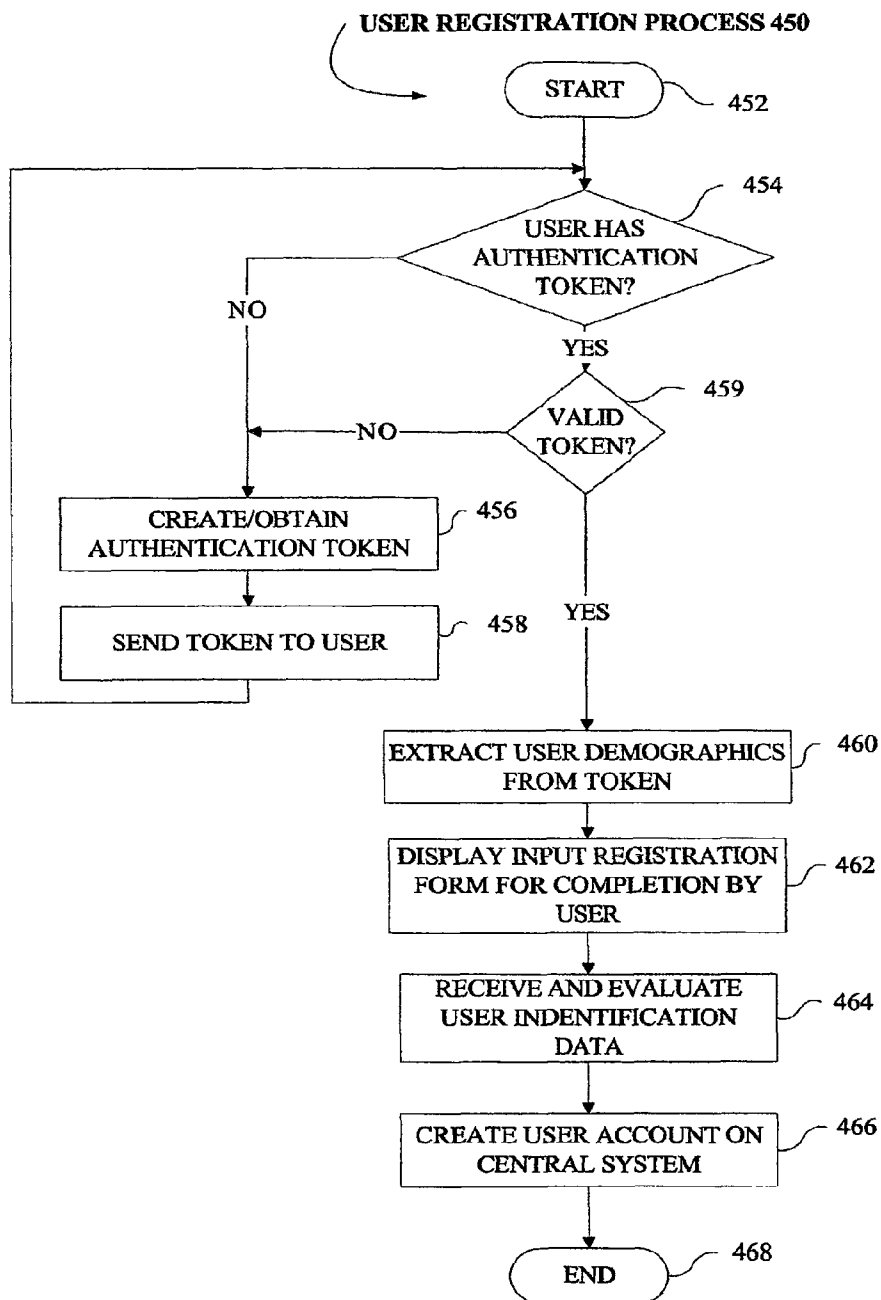 USER REGISTRATION PROCESS 450
START
452
454
USER HAS
AUTHENTICATION
TOKEN?
NO
YES
459
VALID
TOKEN?
NO
CREATE/OBTAIN
AUTHENTICATION TOKEN
456
SEND TOKEN TO USER
458
YES
EXTRACT USER DEMOGRAPHICS
FROM TOKEN
460
DISPLAY INPUT REGISTRATION
FORM FOR COMPLETION BY
USER
462
RECEIVE AND EVALUATE
USER INDENTIFICATION
DATA
464
CREATE USER ACCOUNT ON
CENTRAL SYSTEM
466
END
468